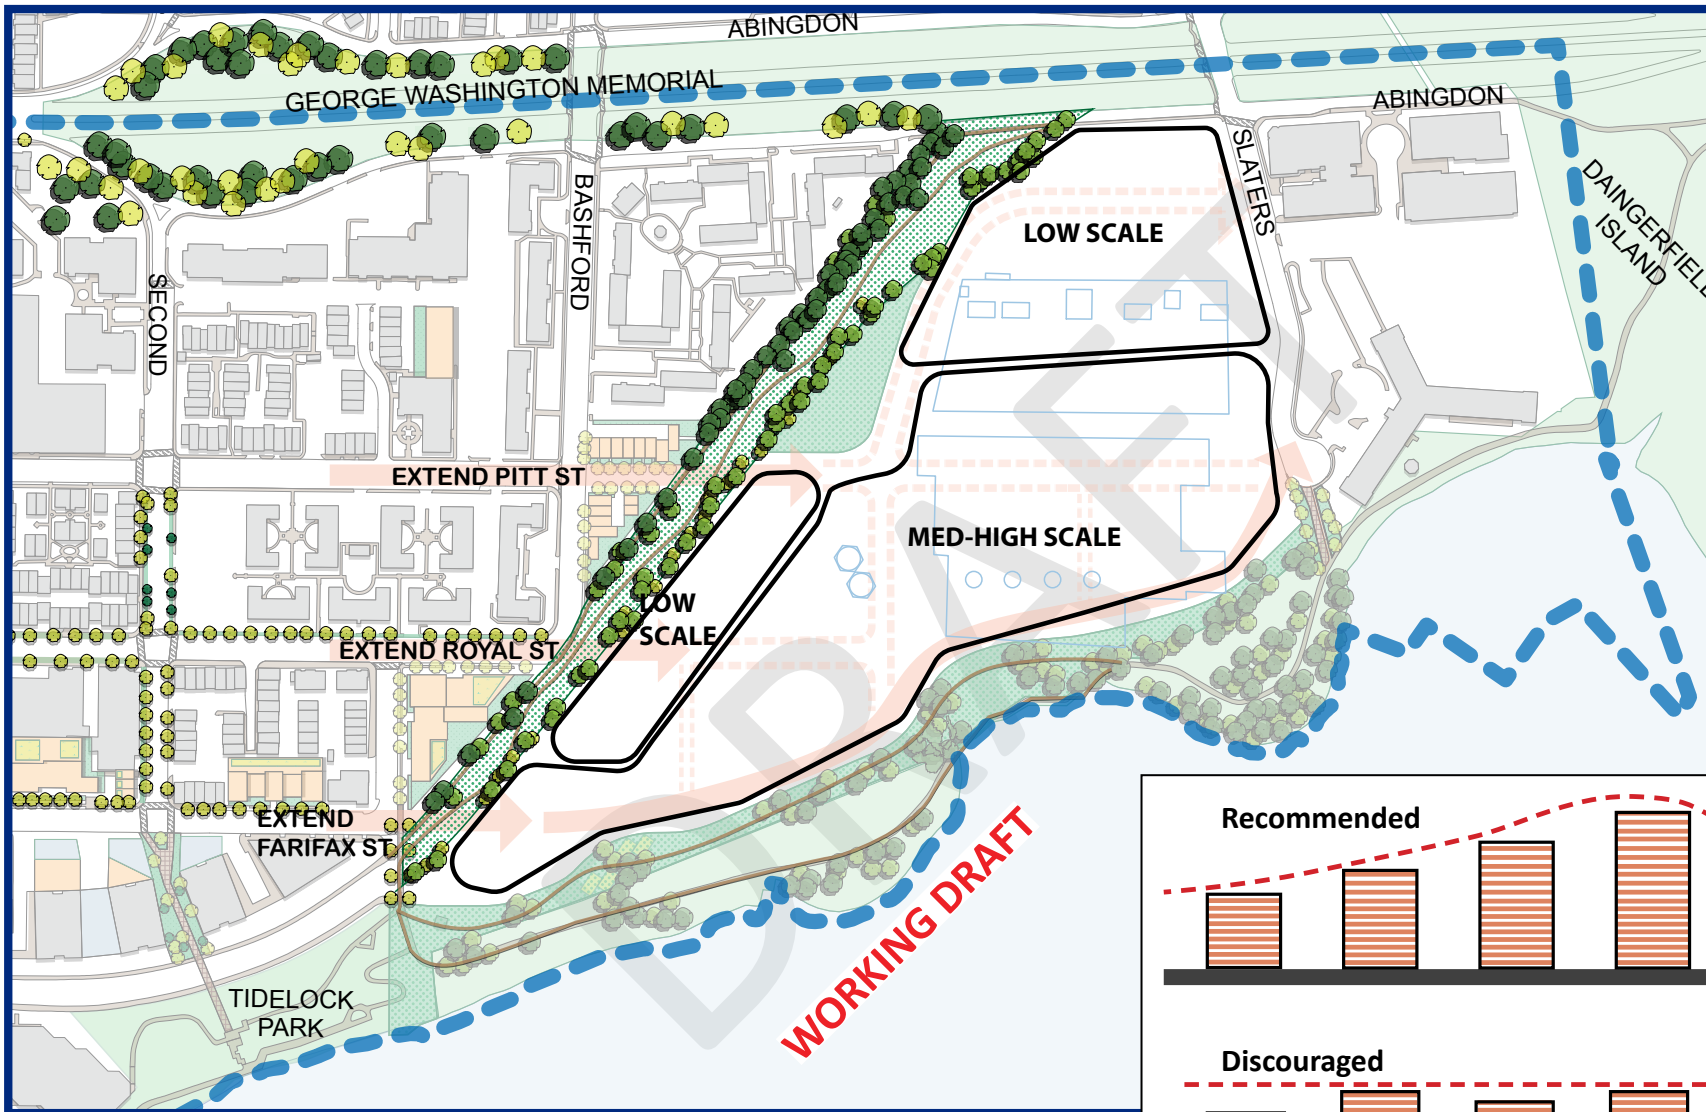 ABINGDON
GEORGE WASHINGTON MEMORIAL
ABINGDON
SLATERS
DAINGERFIEL
ISLAND
BASHFORD
SECOND
LOW SCALE
EXTEND PITT ST
MED-HIGH SCALE
LOW
SCALE
EXTEND ROYAL ST
EXTEND
FARIFAX ST
TIDELOCK
PARK
DRAFT
WORKING DRAFT
Recommended
Discouraged